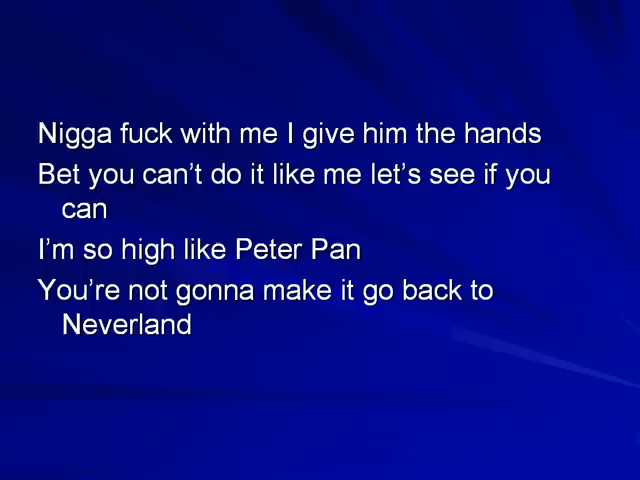 Nigga fuck with me I give him the hands
Bet you can’t do it like me let’s see if you
can
I’m so high like Peter Pan
You’re not gonna make it go back to
Neverland